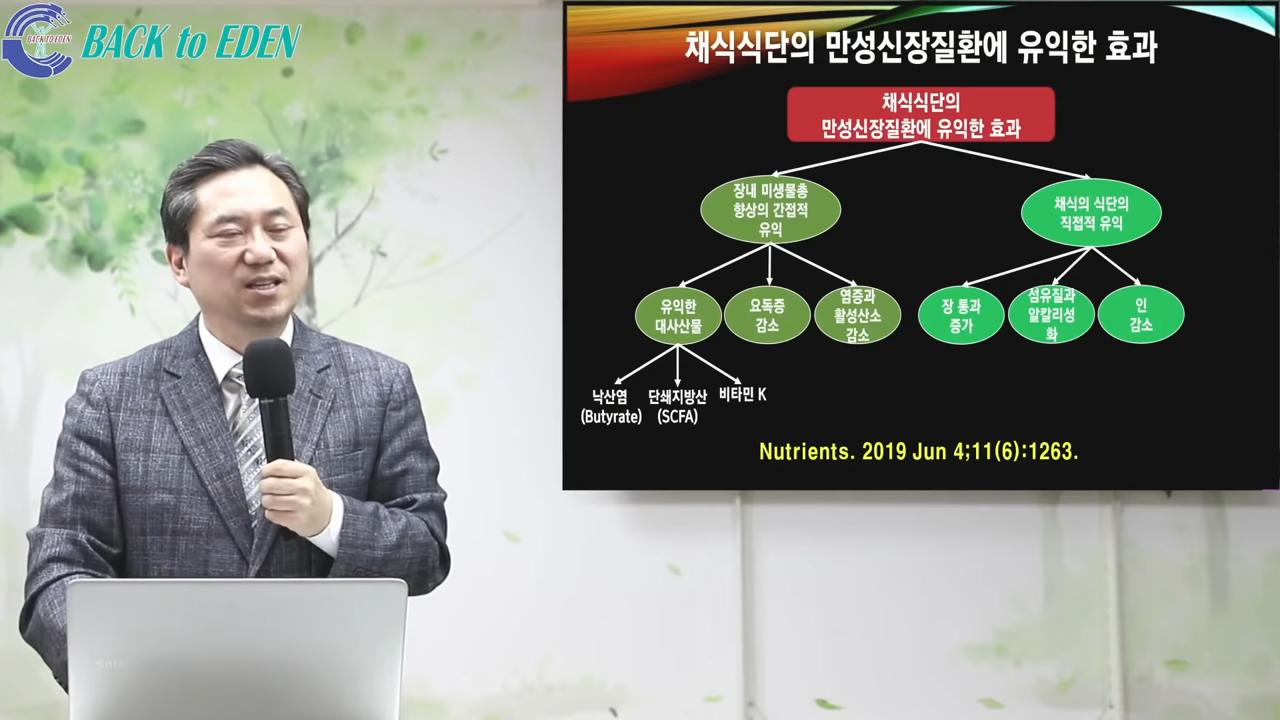 BACK TO EDEN
BACK to EDEN
채식식단의 만성신장질환에 유익한 효과
채식식단의
만성신장질환에 유익한 효과
장내 미생물총
향상의 간접적
유익
채식의 식단의
직접적 유익
유익한
대사산물
요독증
감소
염증과
활성산소
감소
장 통과
증가
섬유질과
알칼리성
화
인
감소
낙산염
(Butyrate)
단쇄지방산
(SCFA)
비타민 K
Nutrients. 2019 Jun 4;11(6):1263.